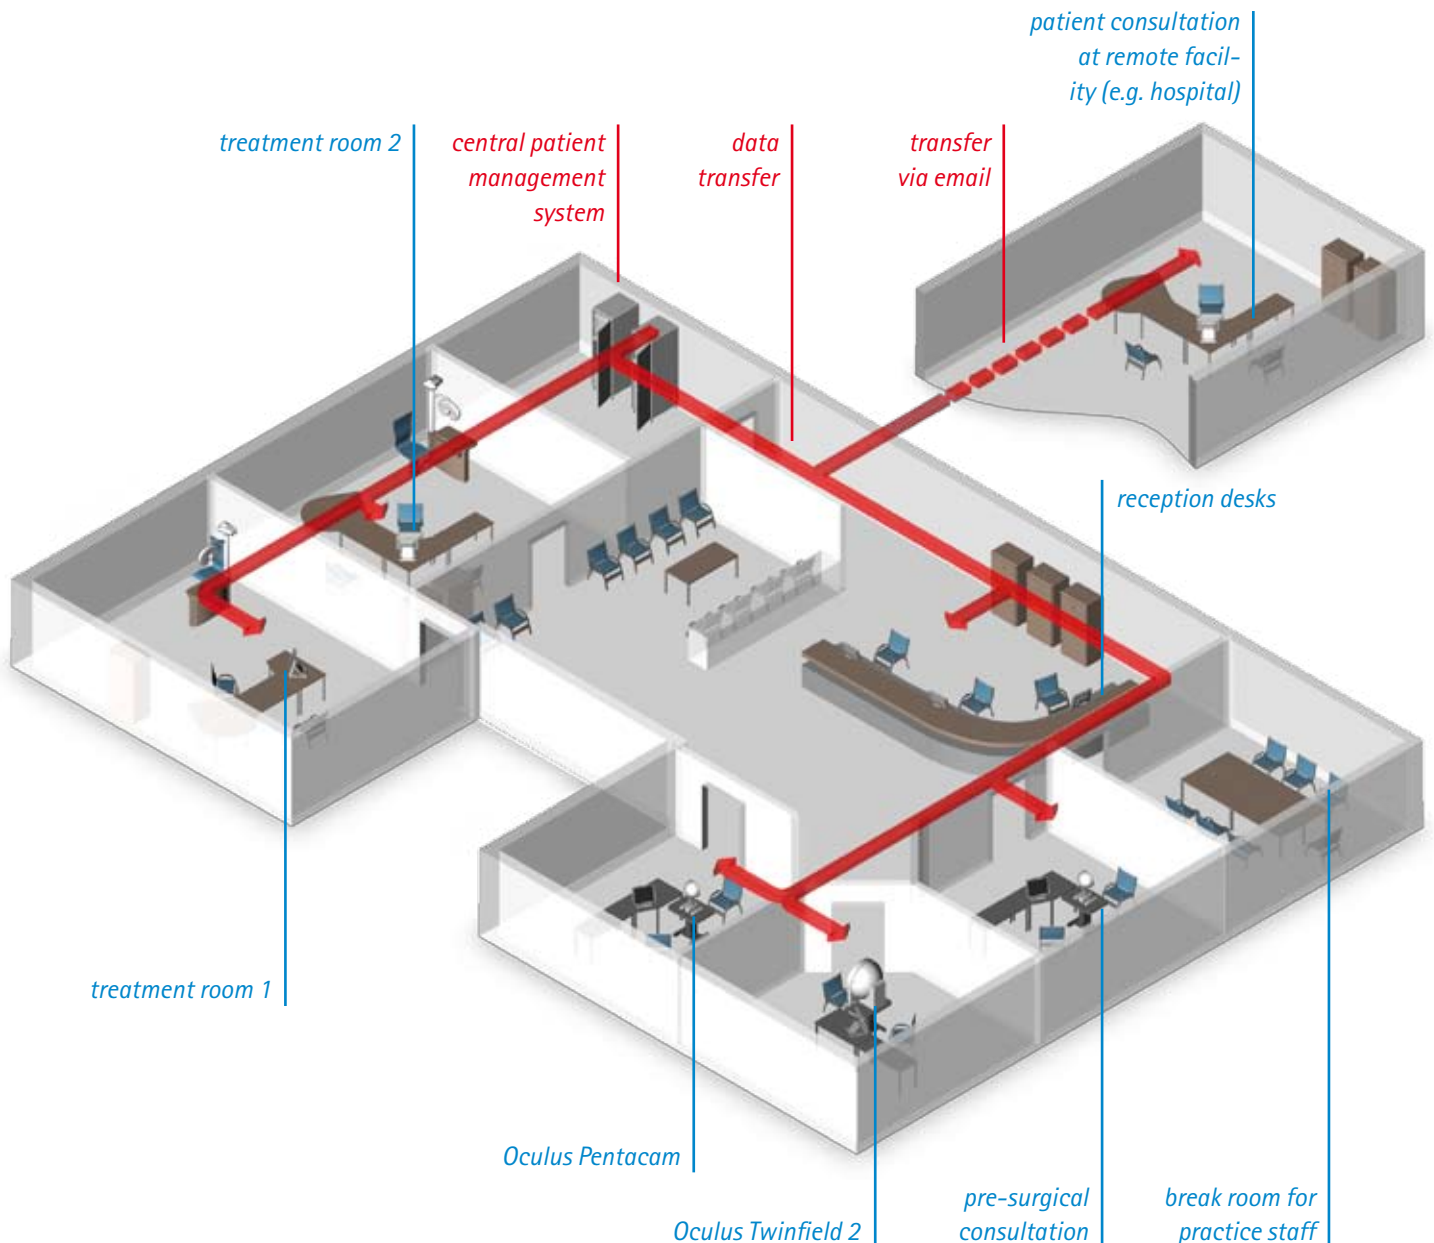 patient consultation
at remote facil-
ity (e.g. hospital)
treatment room 2
central patient
management
system
data
transfer
transfer
via email
reception desks
treatment room 1
Oculus Pentacam
Oculus Twinfield 2
pre-surgical
consultation
break room for
practice staff